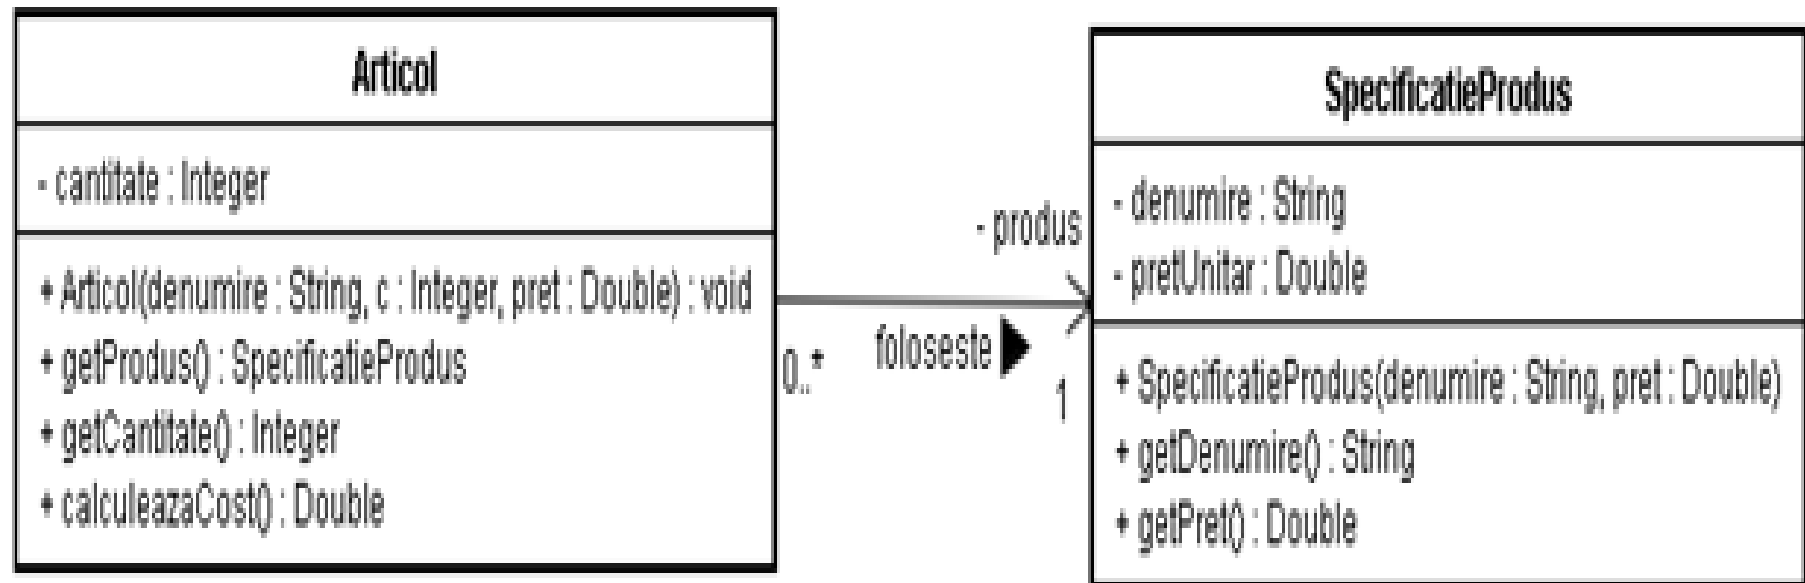 Articol
- cantitate : Integer
+ Articol(denumire : String, c : Integer, pret : Double) : void
+ getProdus() : SpecificatieProdus
+ getCantitate() : Integer
+ calculeazaCost() : Double
- produs
0..*
foloseste
1
SpecificatieProdus
- denumire : String
- pretUnitar : Double
+ SpecificatieProdus(denumire : String, pret : Double)
+ getDenumire() : String
+ getPret() : Double